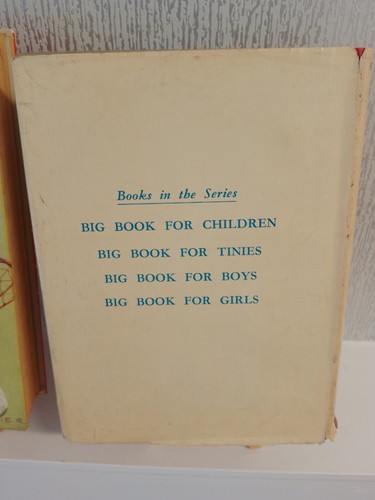 Books in the Series
BIG BOOK FOR CHILDREN
BIG BOOK FOR TINIES
BIG BOOK FOR BOYS
BIG BOOK FOR GIRLS